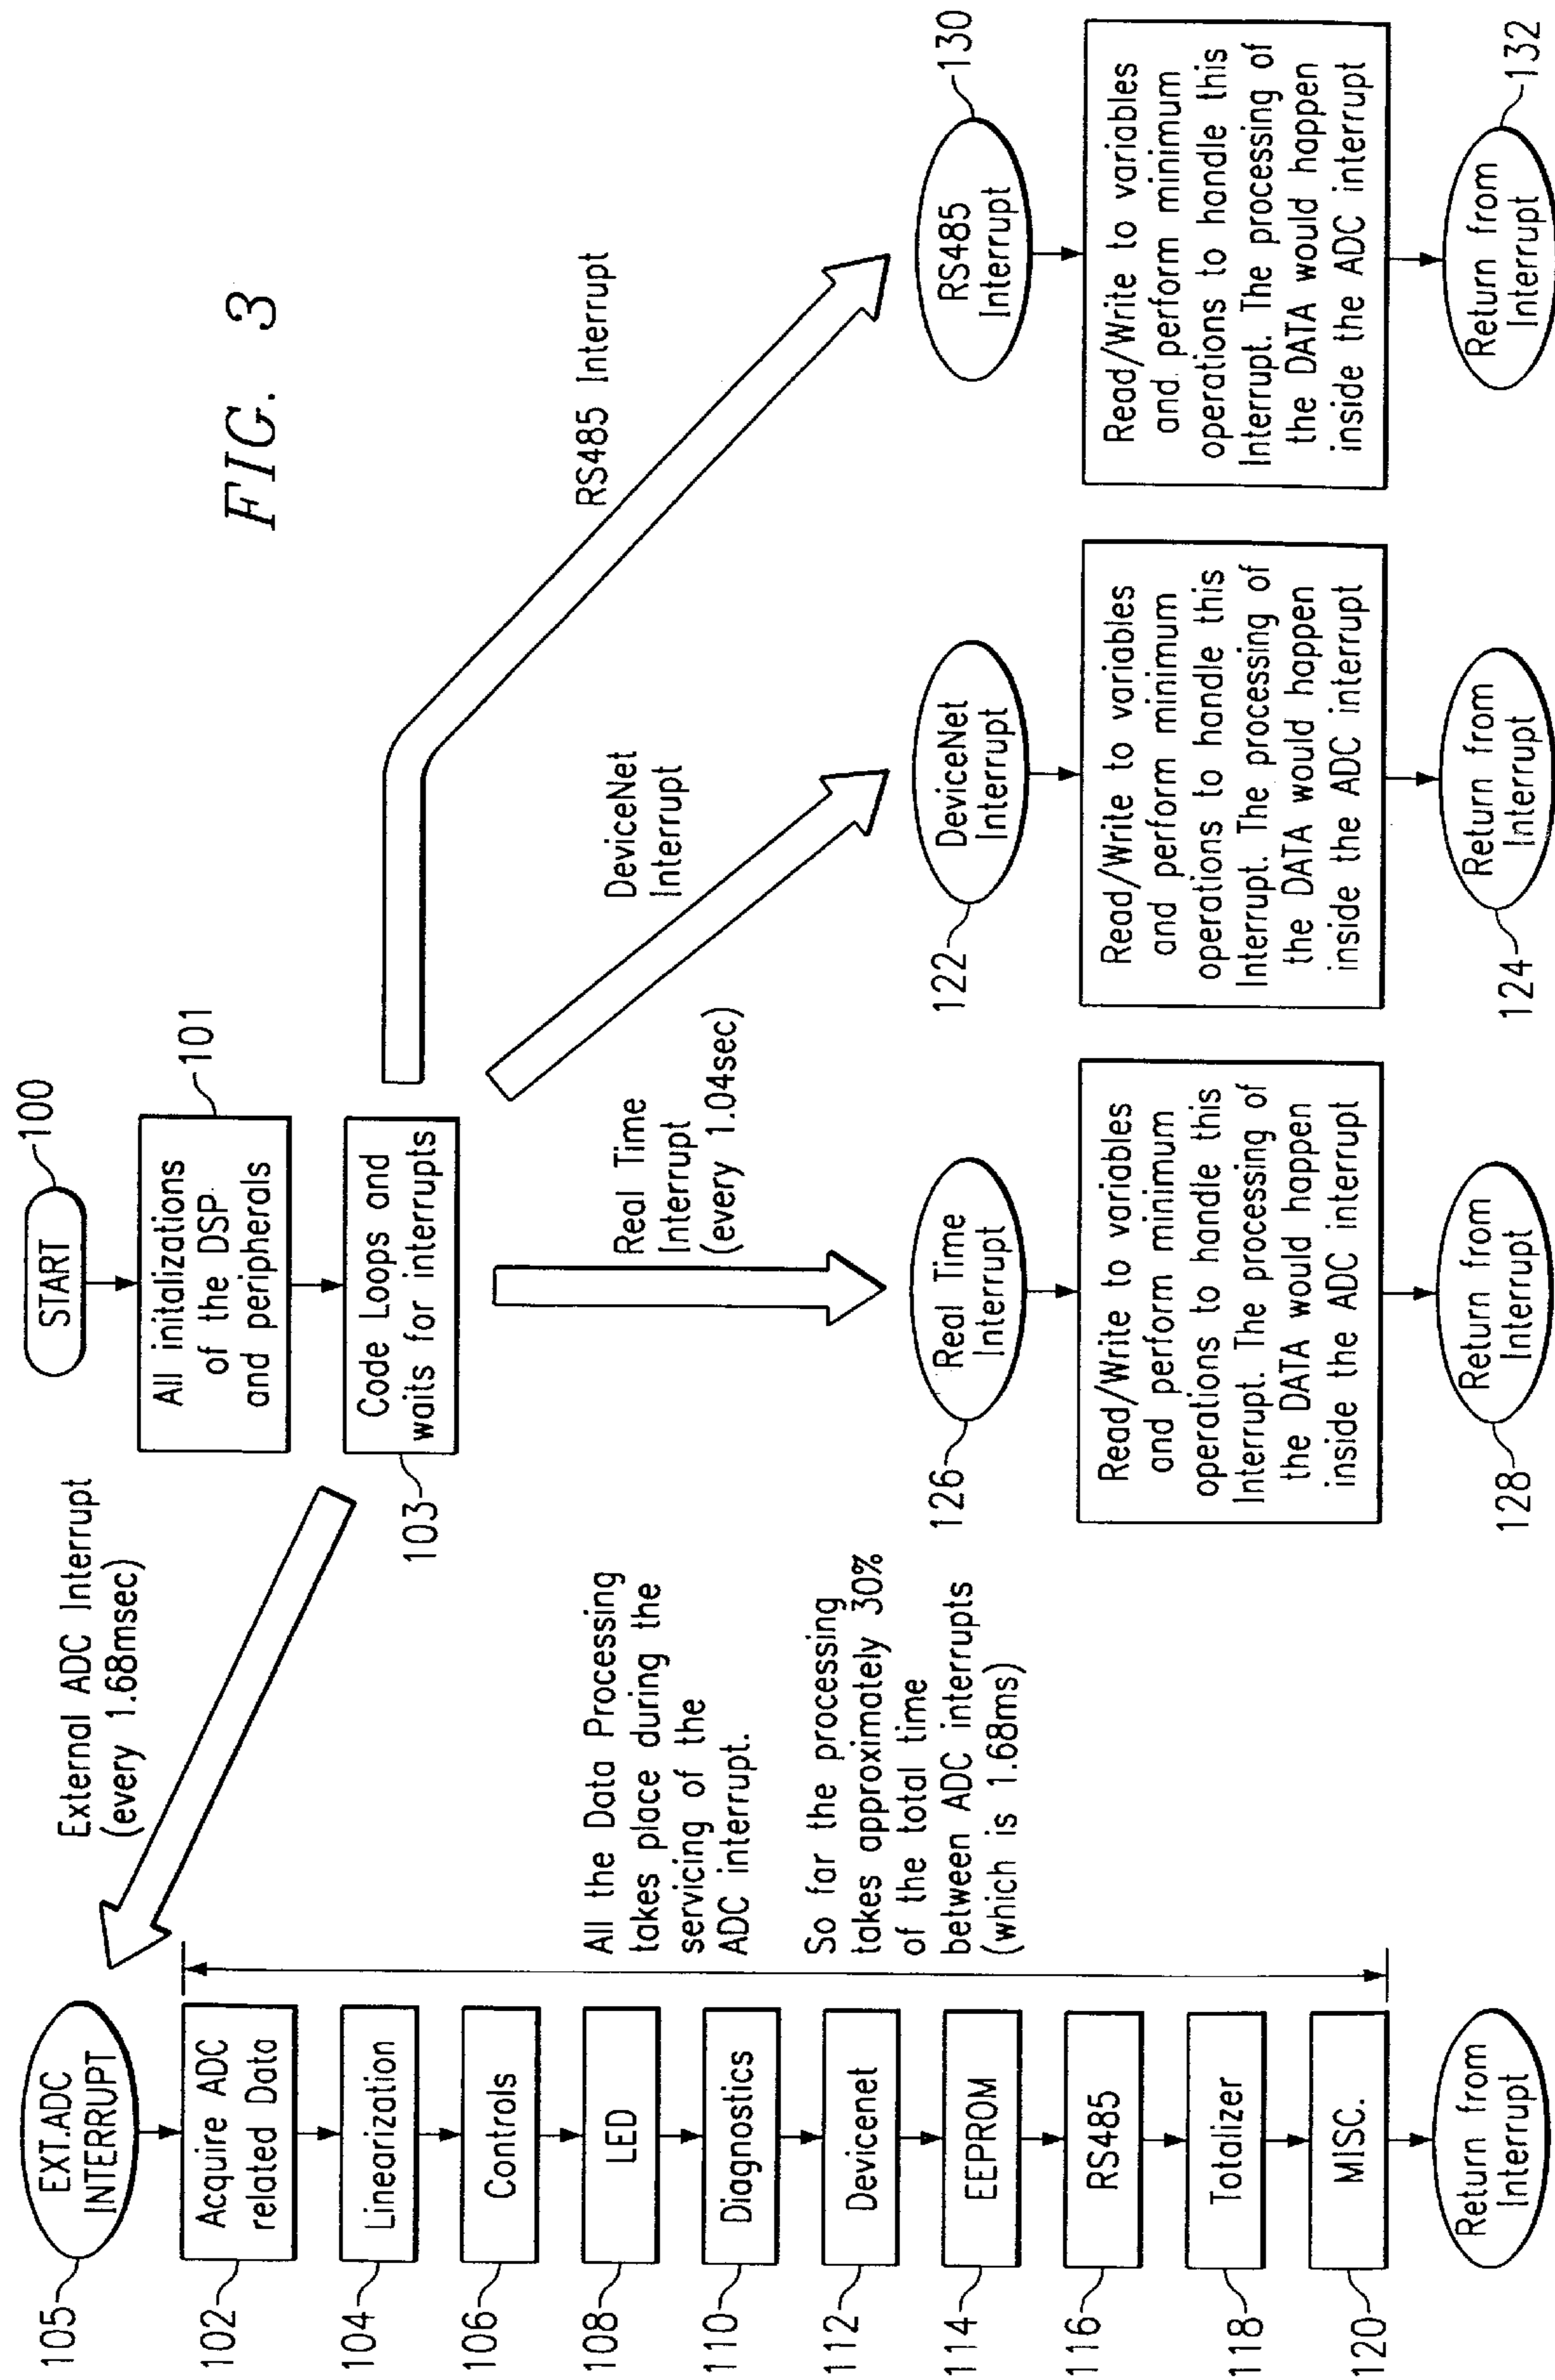 FIG. 3
START
100
All initalizations
of the DSP
and peripherals
101
Code Loops and
waits for interrupts
103
External ADC Interrupt
(every 1.68msec)
Real Time
Interrupt
(every 1.04sec)
DeviceNet
Interrupt
RS485 Interrupt
105
EXT.ADC
INTERRUPT
102
Acquire ADC
related Data
104
Linearization
106
Controls
108
LED
110
Diagnostics
112
Devicenet
114
EEPROM
116
RS485
118
Totalizer
120
MISC.
Return from
Interrupt
All the Data Processing
takes place during the
servicing of the
ADC interrupt.
So far the processing
takes approximately 30%
of the total time
between ADC interrupts
(which is 1.68ms)
126
Real Time
Interrupt
Read/Write to variables
and perform minimum
operations to handle this
Interrupt. The processing of
the DATA would happen
inside the ADC interrupt
128
Return from
Interrupt
122
DeviceNet
Interrupt
Read/Write to variables
and perform minimum
operations to handle this
Interrupt. The processing of
the DATA would happen
inside the ADC interrupt
124
Return from
Interrupt
130
RS485
Interrupt
Read/Write to variables
and perform minimum
operations to handle this
Interrupt. The processing of
the DATA would happen
inside the ADC interrupt
132
Return from
Interrupt